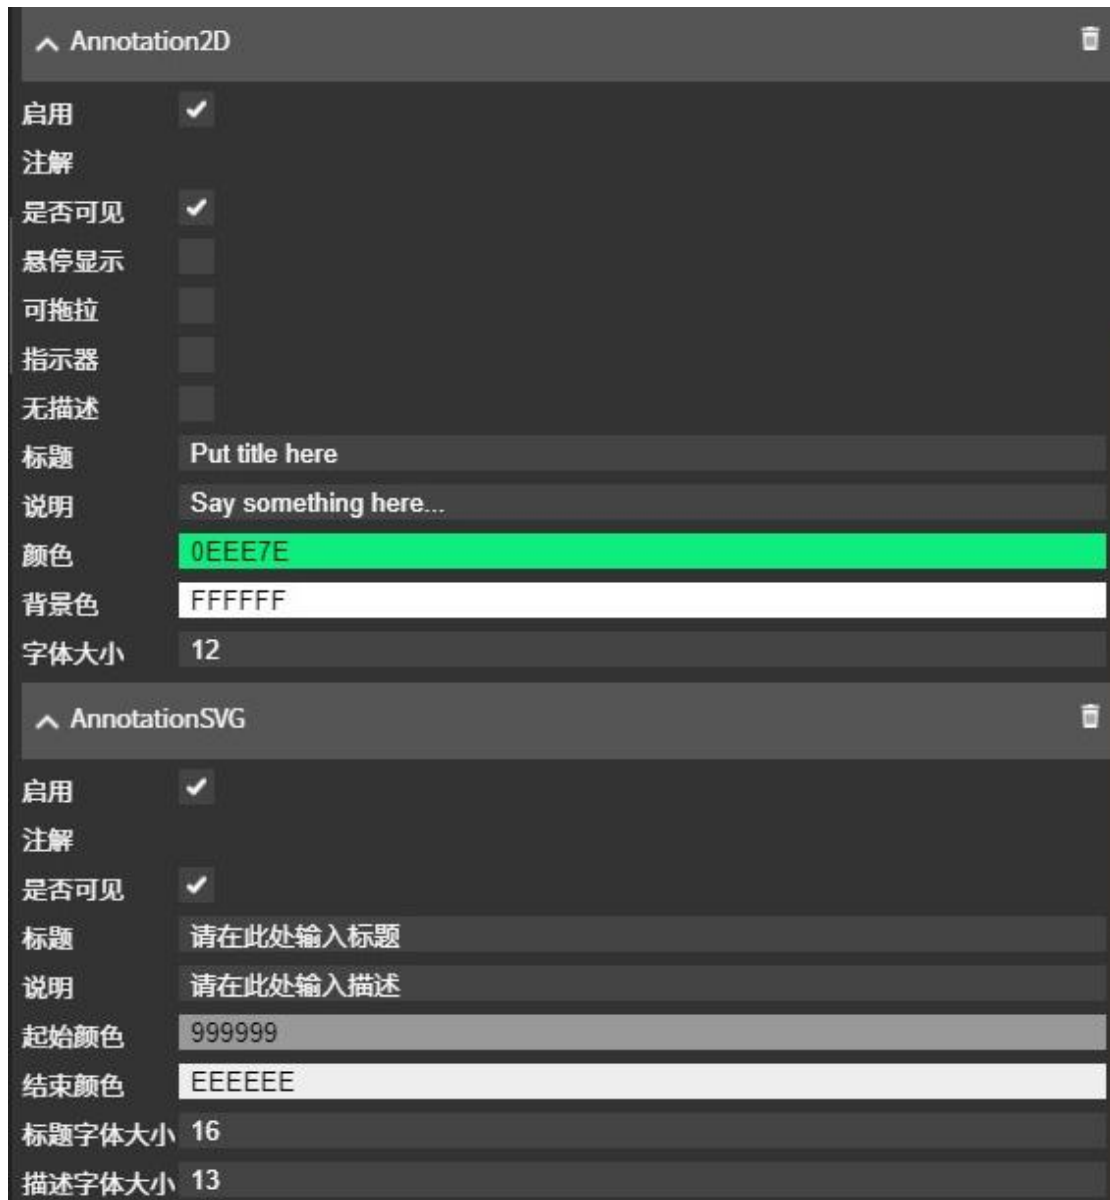 Annotation2D
启用
注解
是否可见
悬停显示
可拖拉
指示器
无描述
标题 Put title here
说明 Say something here...
颜色 0EEE7E
背景色 FFFFFF
字体大小 12
AnnotationSVG
启用
注解
是否可见
标题 请在此处输入标题
说明 请在此处输入描述
起始颜色 999999
结束颜色 EEEEEE
标题字体大小 16
描述字体大小 13